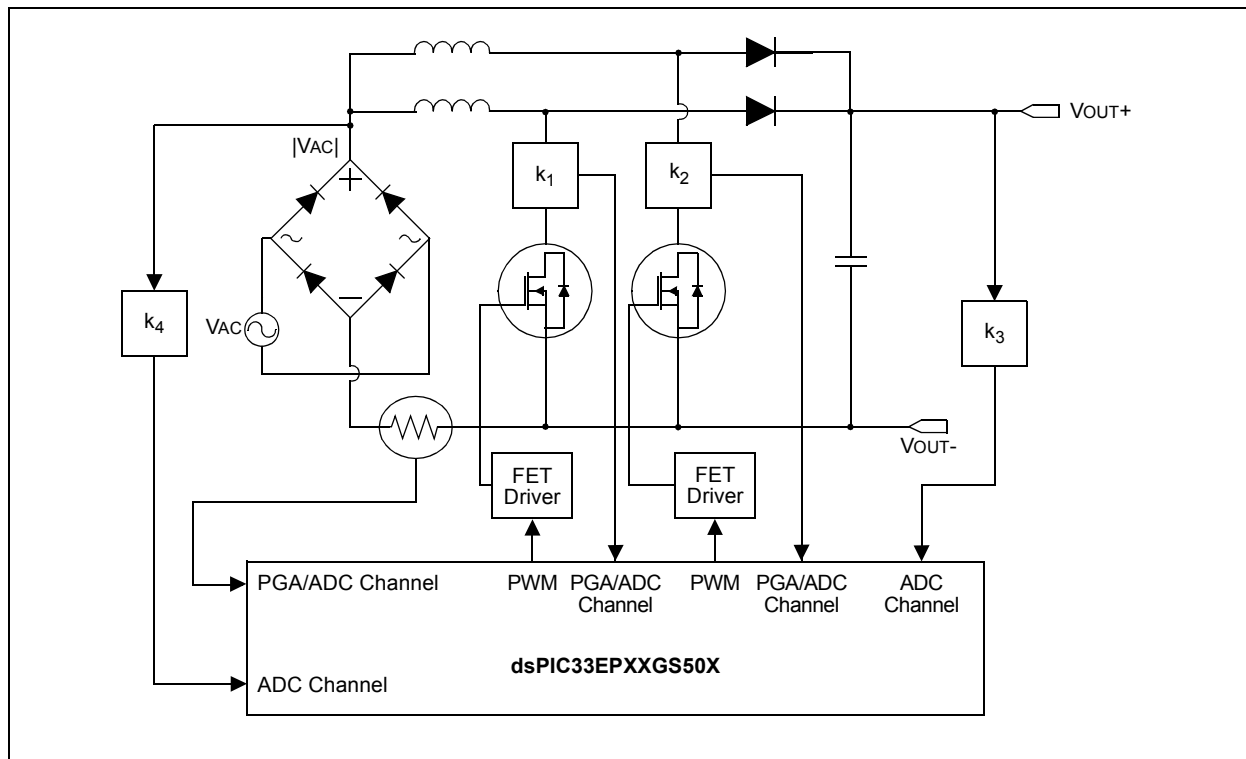 VOUT+
|VAC|
+
k1
k2
k4
VAC
k3
VOUT-
FET
Driver
FET
Driver
PGA/ADC Channel
PWM
PGA/ADC
Channel
PWM
PGA/ADC
Channel
ADC
Channel
dsPIC33EPXXGS50X
ADC Channel